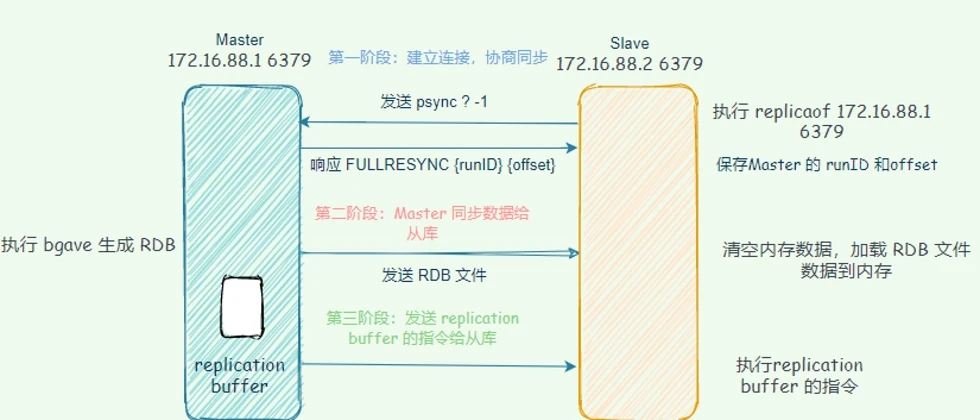 Master
172.16.88.1 6379
第一阶段：建立连接，协商同步
Slave
172.16.88.2 6379
发送 psync ? -1
执行 replicaof 172.16.88.1
6379
响应 FULLRESYNC {runID} {offset}
保存Master 的 runID 和offset
第二阶段：Master 同步数据给
从库
执行 bgave 生成 RDB
清空内存数据，加载 RDB 文件
数据到内存
发送 RDB 文件
第三阶段：发送 replication
buffer 的指令给从库
replication
buffer
执行replication
buffer 的指令